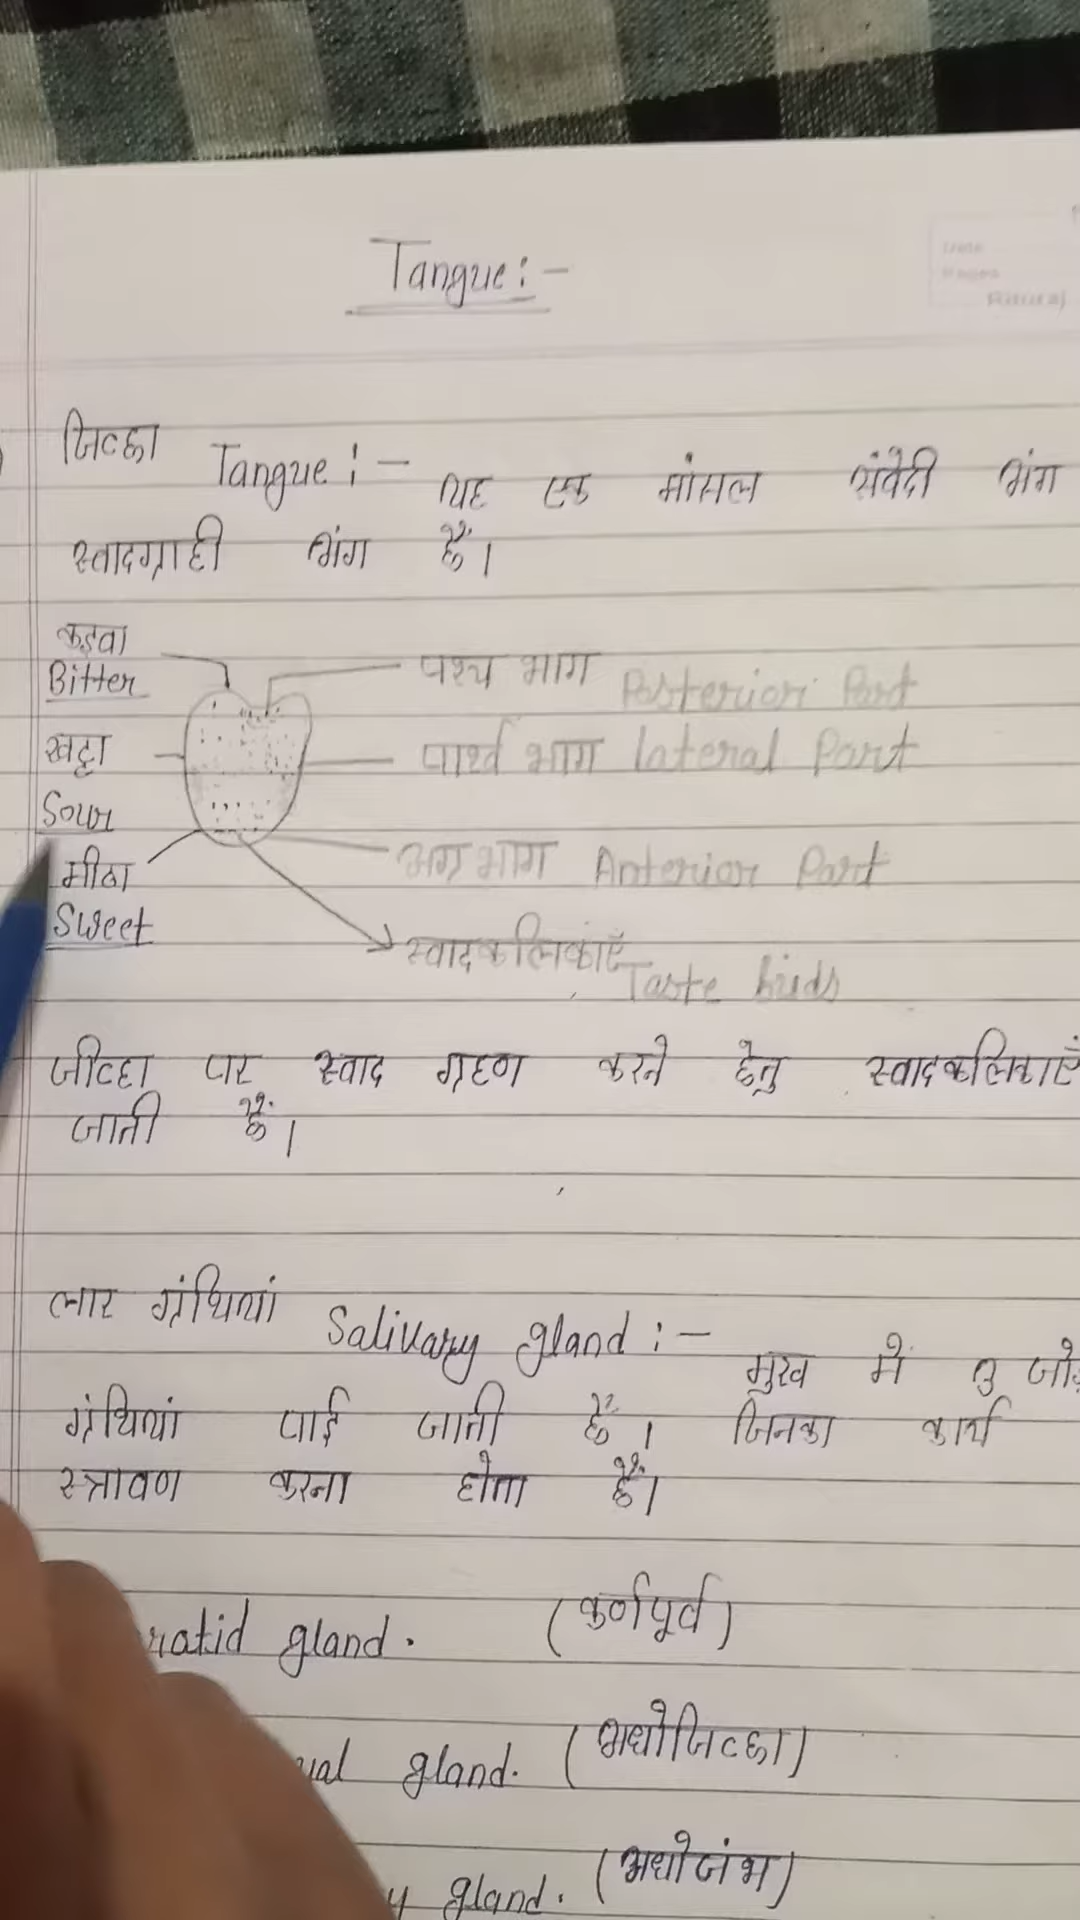 Tangue:-
जिव्हा Tangue:- यह एक मांसल संवेदी अंग
स्वादग्राही अंग है।
कड़वा
Bitter
पश्च भाग Posterior Part
खट्टा
पार्श्व भाग lateral Part
Sour
अग्र भाग Anterior Part
मीठा
Sweet
स्वादकलिकाएँ Taste buds
जीव्हा पर स्वाद ग्रहण करने हेतु स्वादकलिकाएँ
जाती हैं।
लार ग्रंथियां Salivary gland:- मुख में 3
ग्रंथियां पाई जाती हैं। जिनका कार्य
स्त्रावण करना होता हैं।
ratid gland. (कर्णपूर्व)
ual gland. (अधोजिव्हा)
y gland. (अधोजंभ)